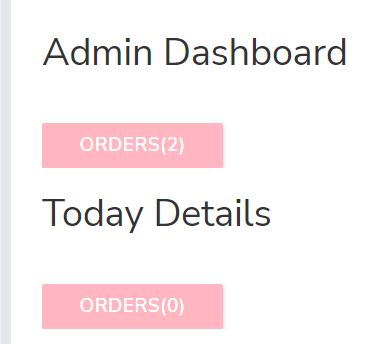 Admin Dashboard
ORDERS(2)
Today Details
ORDERS(0)